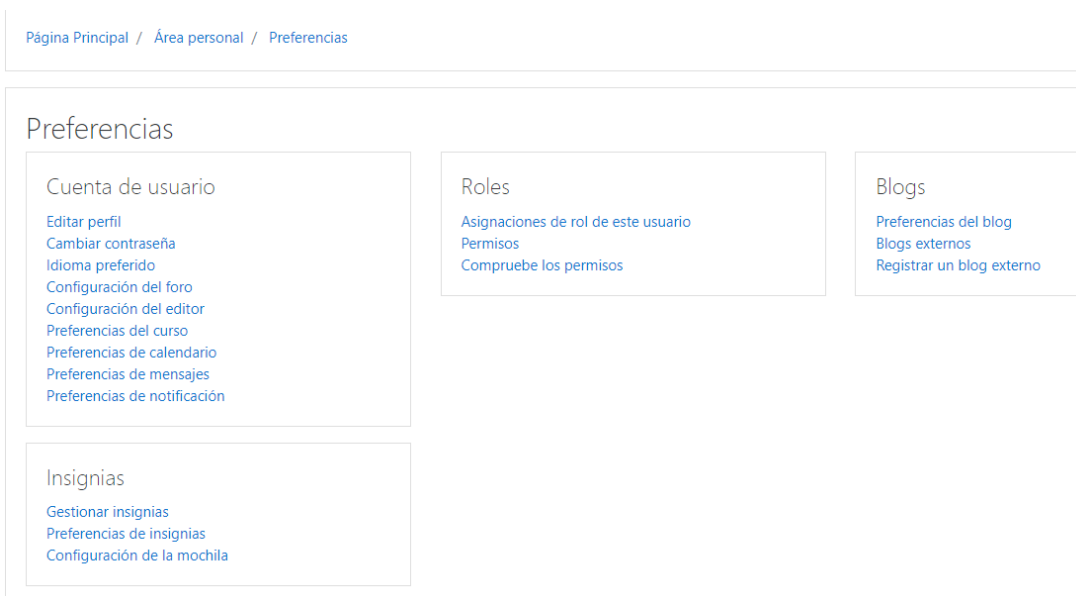 Página Principal / Área personal / Preferencias
Preferencias
Cuenta de usuario
Editar perfil
Cambiar contraseña
Idioma preferido
Configuración del foro
Configuración del editor
Preferencias del curso
Preferencias de calendario
Preferencias de mensajes
Preferencias de notificación
Roles
Asignaciones de rol de este usuario
Permisos
Compruebe los permisos
Blogs
Preferencias del blog
Blogs externos
Registrar un blog externo
Insignias
Gestionar insignias
Preferencias de insignias
Configuración de la mochila